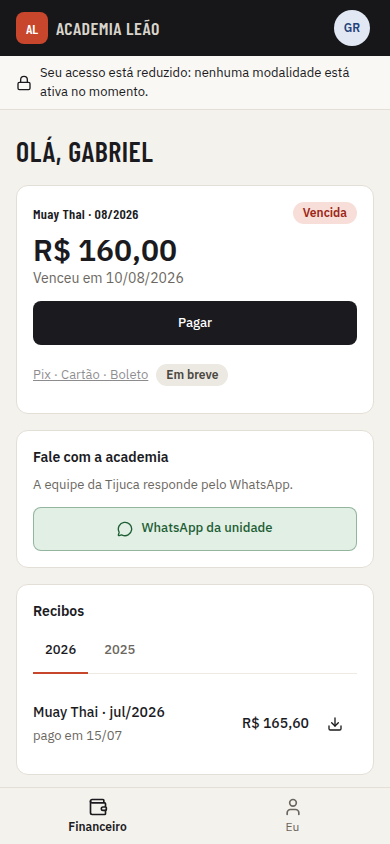 AL ACADEMIA LEÃO GR
Seu acesso está reduzido: nenhuma modalidade está
ativa no momento.
OLÁ, GABRIEL
Muay Thai · 08/2026 Vencida
R$ 160,00
Venceu em 10/08/2026
Pagar
Pix · Cartão · Boleto Em breve
Fale com a academia
A equipe da Tijuca responde pelo WhatsApp.
WhatsApp da unidade
Recibos
2026 2025
Muay Thai · jul/2026 R$ 165,60
pago em 15/07
Financeiro Eu